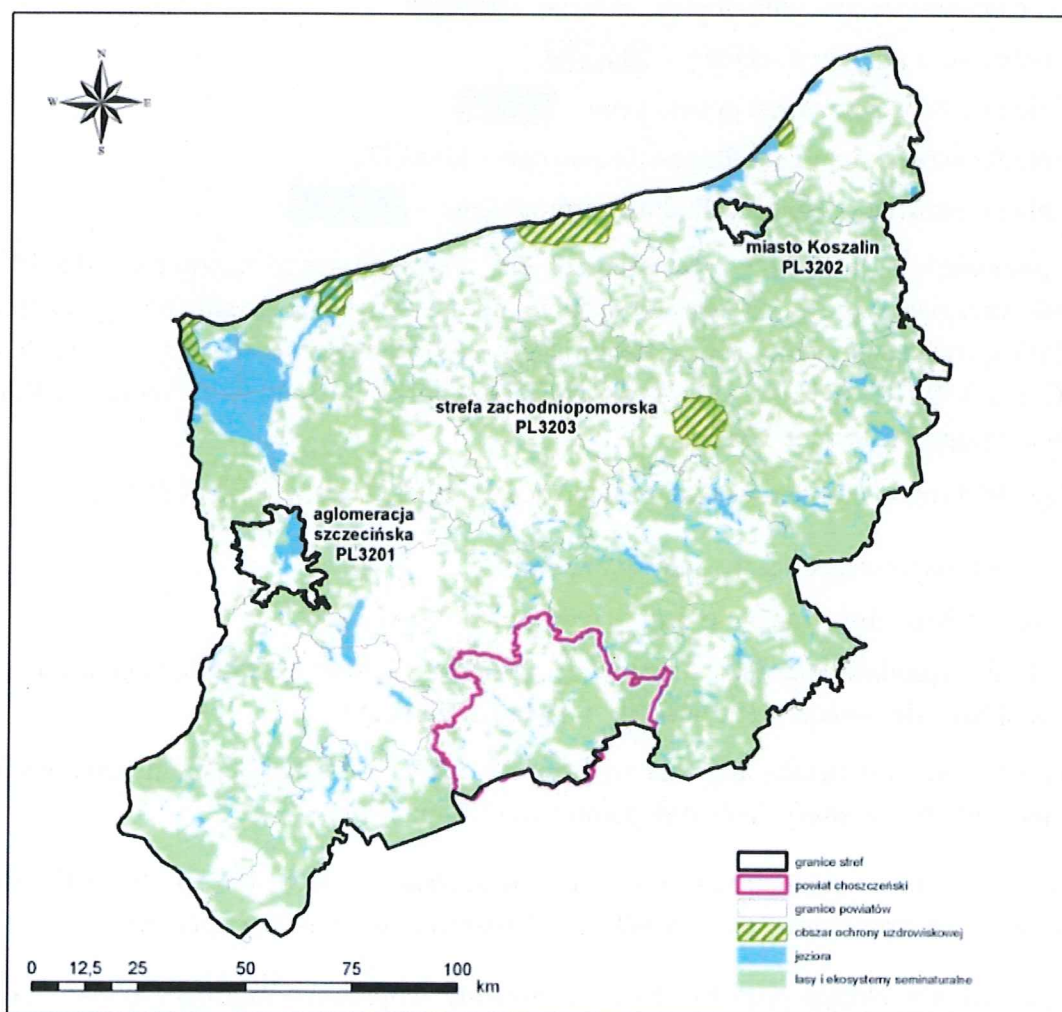 N
W E
S
miasto Koszalin
PL3202
strefa zachodniopomorska
PL3203
aglomeracja
szczecińska
PL3201
granice stref
powiat choszczeński
granice powiatów
obszar ochrony uzdrowiskowej
jeziora
lasy i ekosystemy seminaturalne
0 12,5 25 50 75 100
km